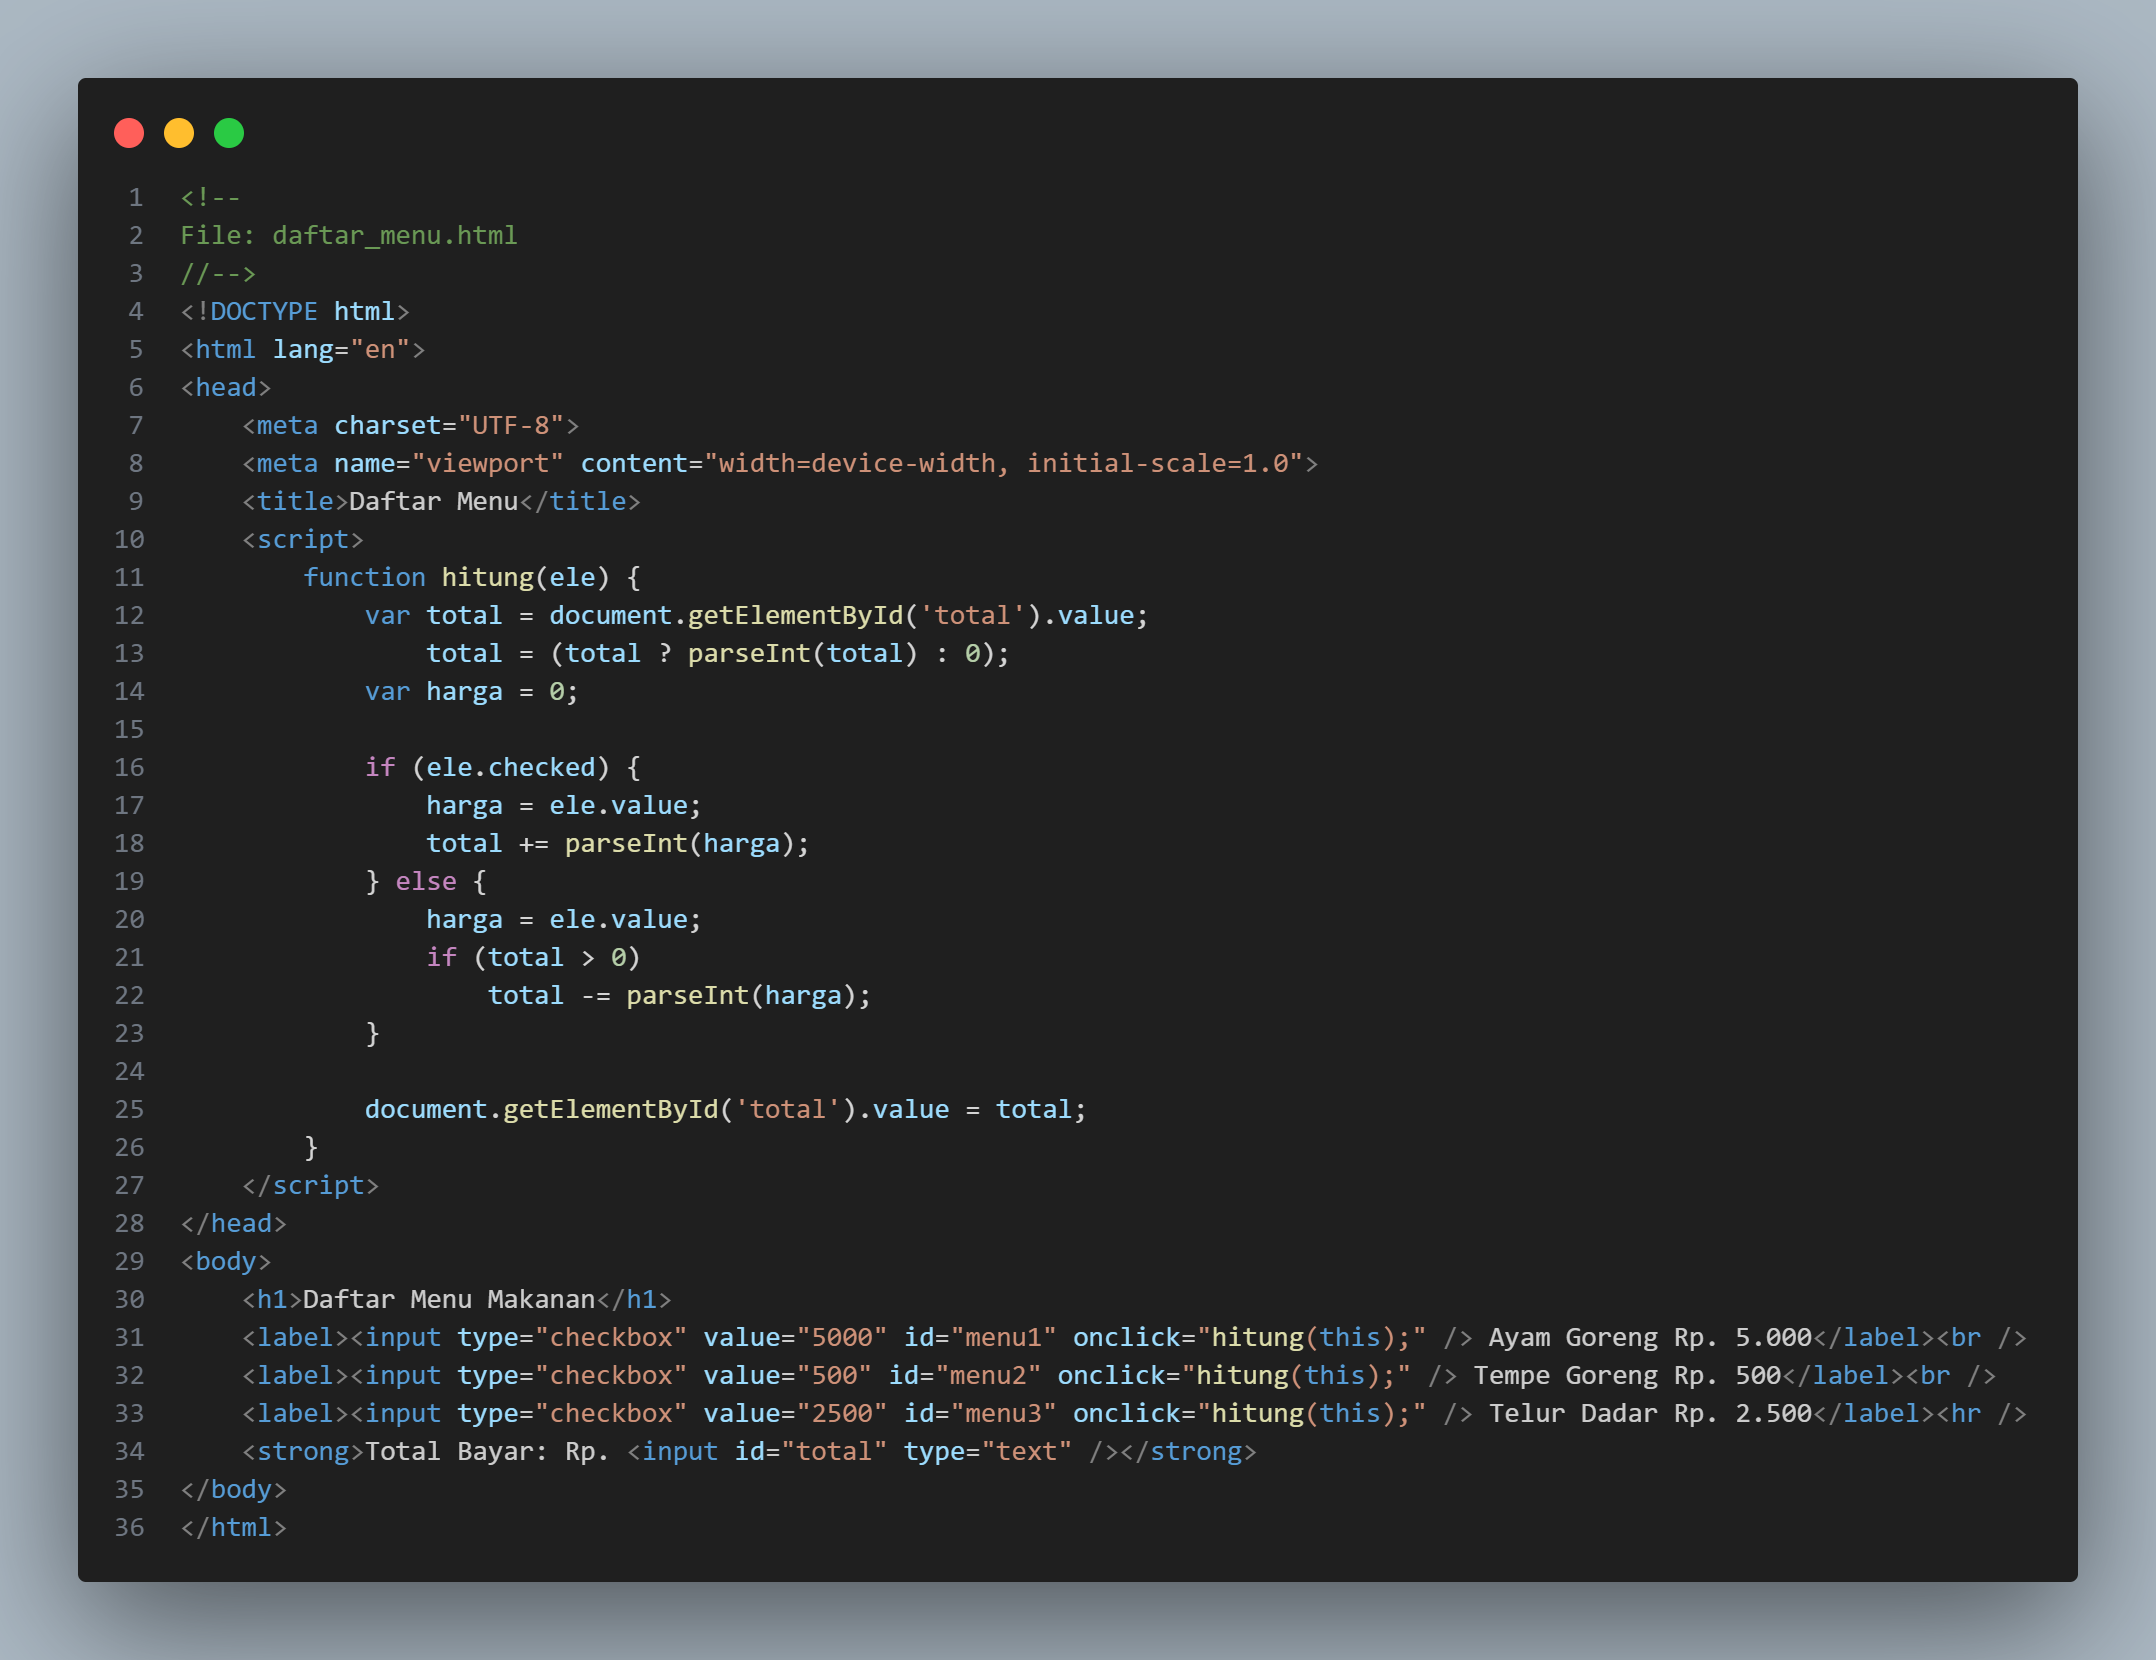 1 <!--
2 File: daftar_menu.html
3 //-->
4 <!DOCTYPE html>
5 <html lang="en">
6 <head>
7     <meta charset="UTF-8">
8     <meta name="viewport" content="width=device-width, initial-scale=1.0">
9     <title>Daftar Menu</title>
10     <script>
11         function hitung(ele) {
12             var total = document.getElementById('total').value;
13                 total = (total ? parseInt(total) : 0);
14             var harga = 0;
15
16             if (ele.checked) {
17                 harga = ele.value;
18                 total += parseInt(harga);
19             } else {
20                 harga = ele.value;
21                 if (total > 0)
22                     total -= parseInt(harga);
23             }
24
25             document.getElementById('total').value = total;
26         }
27     </script>
28 </head>
29 <body>
30     <h1>Daftar Menu Makanan</h1>
31     <label><input type="checkbox" value="5000" id="menu1" onclick="hitung(this);" /> Ayam Goreng Rp. 5.000</label><br />
32     <label><input type="checkbox" value="500" id="menu2" onclick="hitung(this);" /> Tempe Goreng Rp. 500</label><br />
33     <label><input type="checkbox" value="2500" id="menu3" onclick="hitung(this);" /> Telur Dadar Rp. 2.500</label><hr />
34     <strong>Total Bayar: Rp. <input id="total" type="text" /></strong>
35 </body>
36 </html>